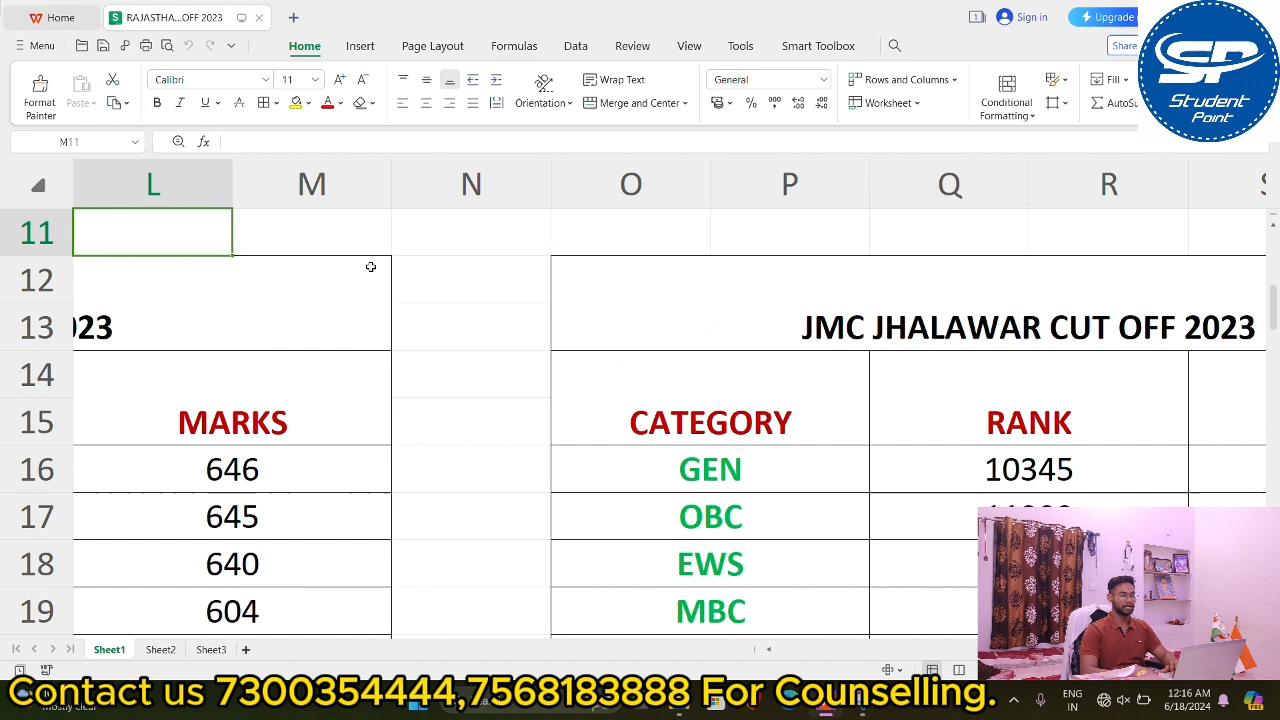 Home
S RAJASTHA...OFF 2023
Sign in
Upgrade
Menu
Home Insert Page Layout Formulas Data Review View Tools Smart Toolbox
Share
SP
Student
Point
Format
Painter
Paste
Calibri 11
B I U A
Orientation
Wrap Text
Merge and Center
General
%
Rows and Columns
Worksheet
Conditional
Formatting
Fill
AutoSu
M11
fx
L M N O P Q R S
11
12
13 023 JMC JHALAWAR CUT OFF 2023
14
15 MARKS CATEGORY RANK
16 646 GEN 10345
17 645 OBC
18 640 EWS
19 604 MBC
Sheet1 Sheet2 Sheet3
Contact us 7300354444,7568183888 For Counselling.
Mostly clear
ENG
IN
12:16 AM
6/18/2024